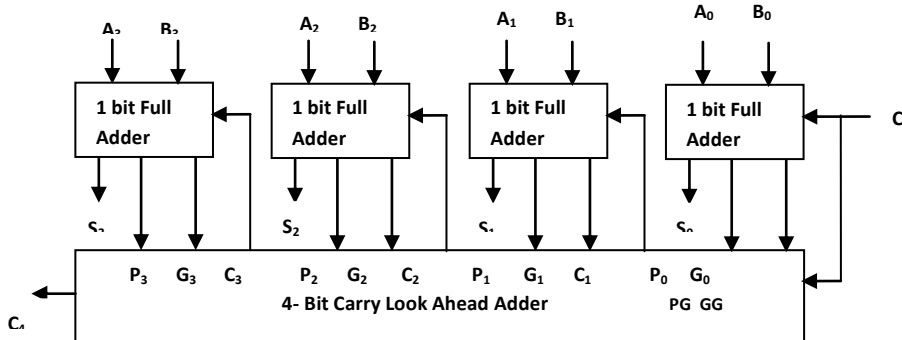 A₃ B₃ A₂ B₂ A₁ B₁ A₀ B₀
1 bit Full 1 bit Full 1 bit Full 1 bit Full C
Adder Adder Adder Adder
S₃ S₂ S₁ S₀
P₃ G₃ C₃ P₂ G₂ C₂ P₁ G₁ C₁ P₀ G₀
4- Bit Carry Look Ahead Adder PG GG
C₄